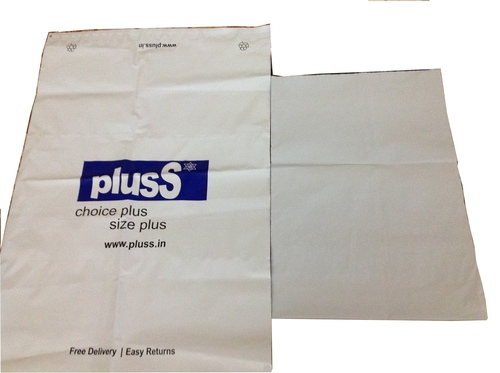 www.pluss.in
plusS
choice plus
size plus
www.pluss.in
Free Delivery | Easy Returns